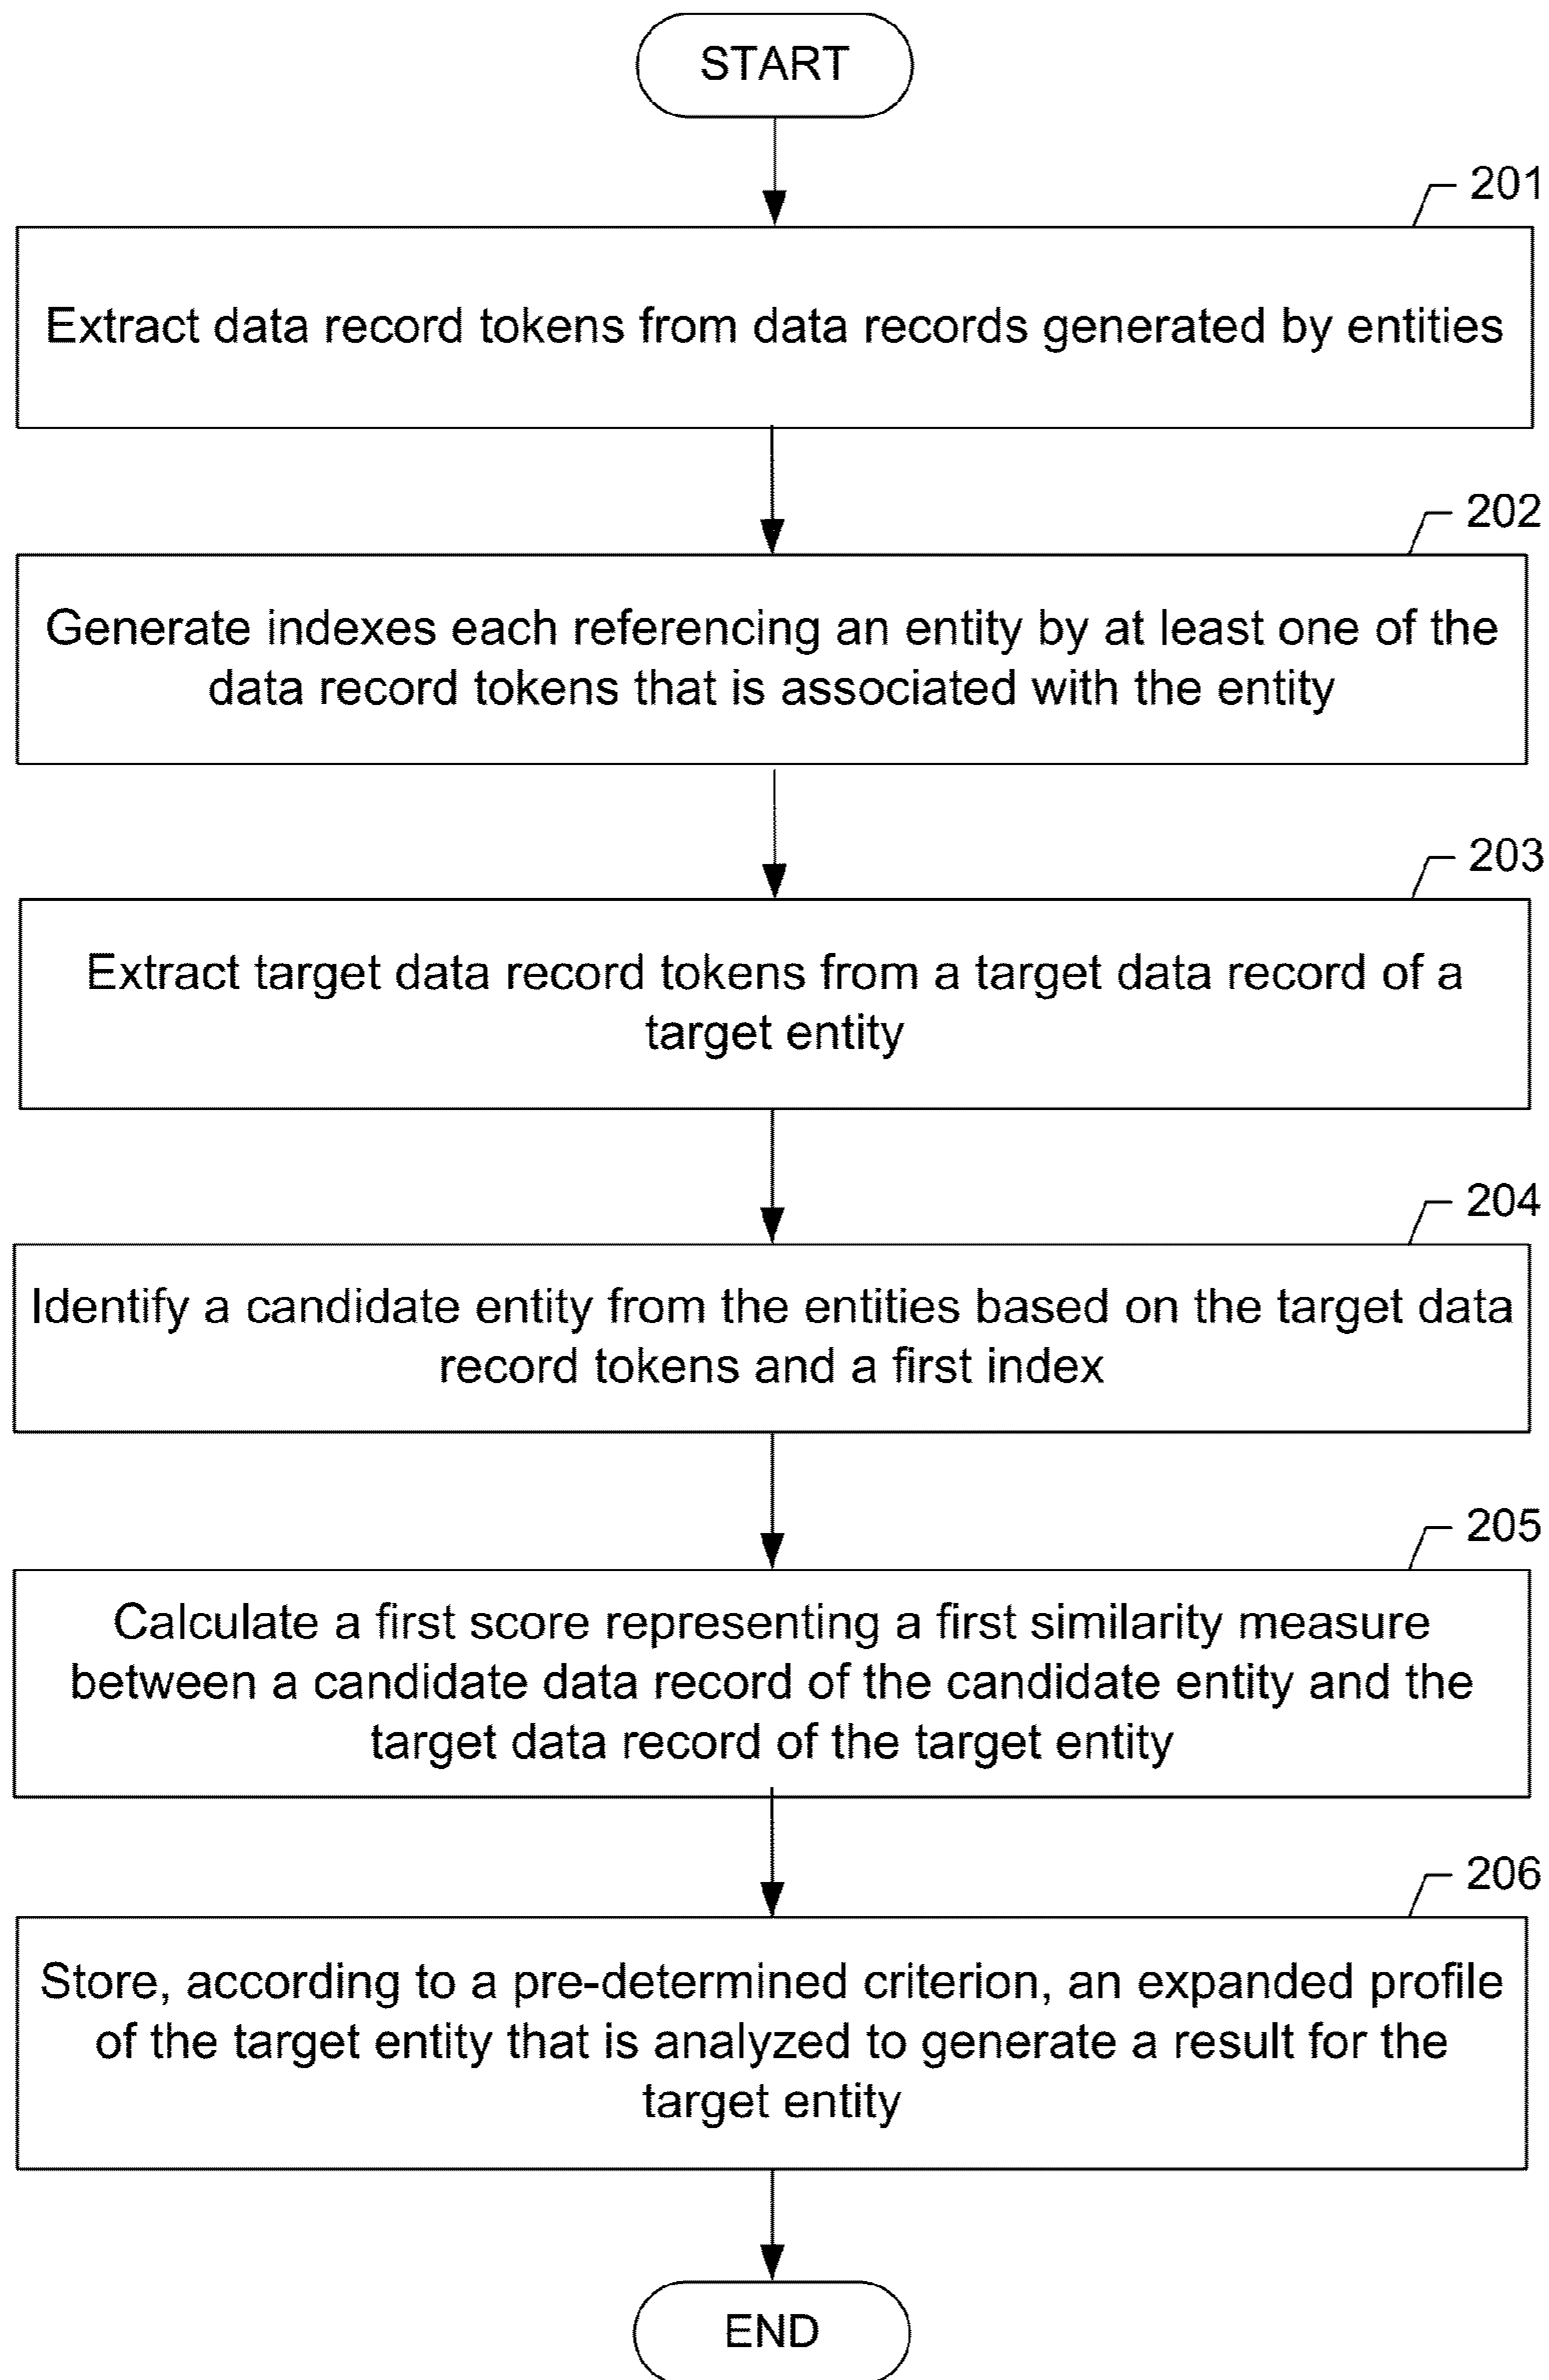 START
201
Extract data record tokens from data records generated by entities
202
Generate indexes each referencing an entity by at least one of the
data record tokens that is associated with the entity
203
Extract target data record tokens from a target data record of a
target entity
204
Identify a candidate entity from the entities based on the target data
record tokens and a first index
205
Calculate a first score representing a first similarity measure
between a candidate data record of the candidate entity and the
target data record of the target entity
206
Store, according to a pre-determined criterion, an expanded profile
of the target entity that is analyzed to generate a result for the
target entity
END